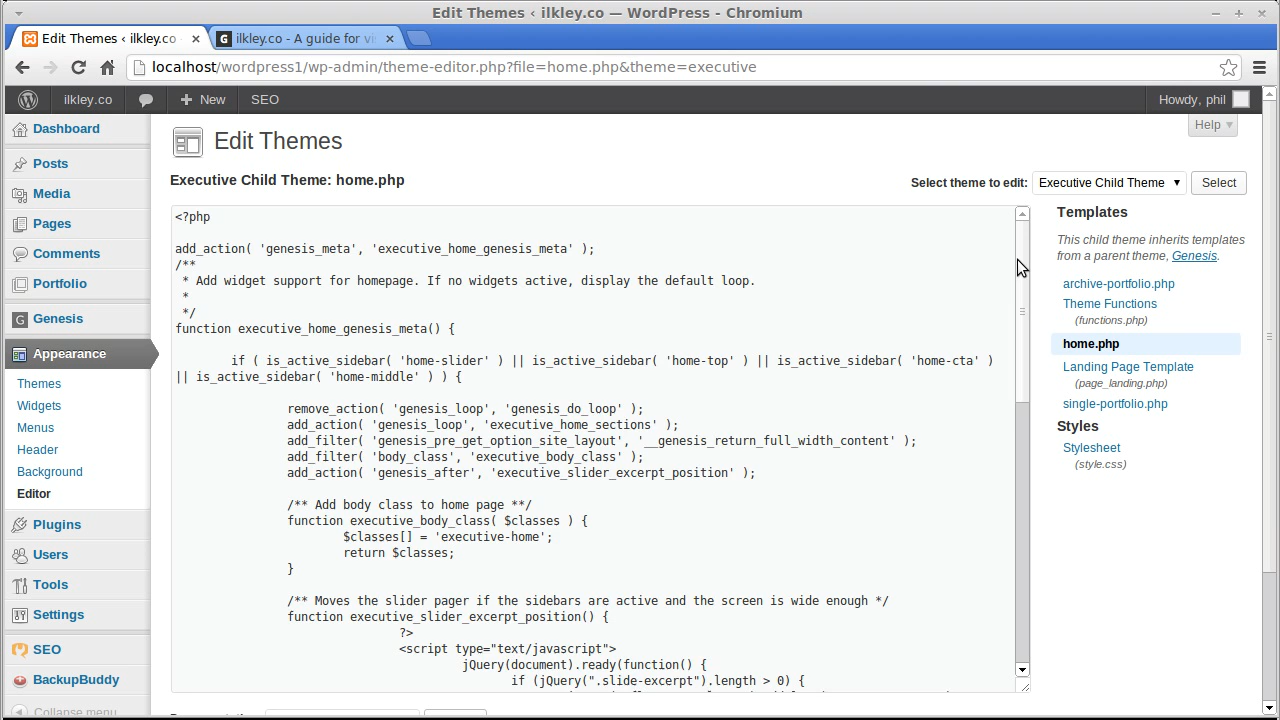 Edit Themes ‹ ilkley.co — WordPress - Chromium
Edit Themes ‹ ilkley.co
ilkley.co - A guide for vi
localhost/wordpress1/wp-admin/theme-editor.php?file=home.php&theme=executive
ilkley.co
New
SEO
Howdy, phil
Dashboard
Posts
Media
Pages
Comments
Portfolio
Genesis
Appearance
Themes
Widgets
Menus
Header
Background
Editor
Plugins
Users
Tools
Settings
SEO
BackupBuddy
Collapse menu
Help
Edit Themes
Executive Child Theme: home.php
Select theme to edit: Executive Child Theme Select
<?php
add_action( 'genesis_meta', 'executive_home_genesis_meta' );
/**
* Add widget support for homepage. If no widgets active, display the default loop.
*
*/
function executive_home_genesis_meta() {
if ( is_active_sidebar( 'home-slider' ) || is_active_sidebar( 'home-top' ) || is_active_sidebar( 'home-cta' )
|| is_active_sidebar( 'home-middle' ) ) {
remove_action( 'genesis_loop', 'genesis_do_loop' );
add_action( 'genesis_loop', 'executive_home_sections' );
add_filter( 'genesis_pre_get_option_site_layout', '__genesis_return_full_width_content' );
add_filter( 'body_class', 'executive_body_class' );
add_action( 'genesis_after', 'executive_slider_excerpt_position' );
/** Add body class to home page **/
function executive_body_class( $classes ) {
$classes[] = 'executive-home';
return $classes;
}
/** Moves the slider pager if the sidebars are active and the screen is wide enough */
function executive_slider_excerpt_position() {
?>
<script type="text/javascript">
jQuery(document).ready(function() {
if (jQuery(".slide-excerpt").length > 0) {
Templates
This child theme inherits templates
from a parent theme, Genesis.
archive-portfolio.php
Theme Functions
(functions.php)
home.php
Landing Page Template
(page_landing.php)
single-portfolio.php
Styles
Stylesheet
(style.css)